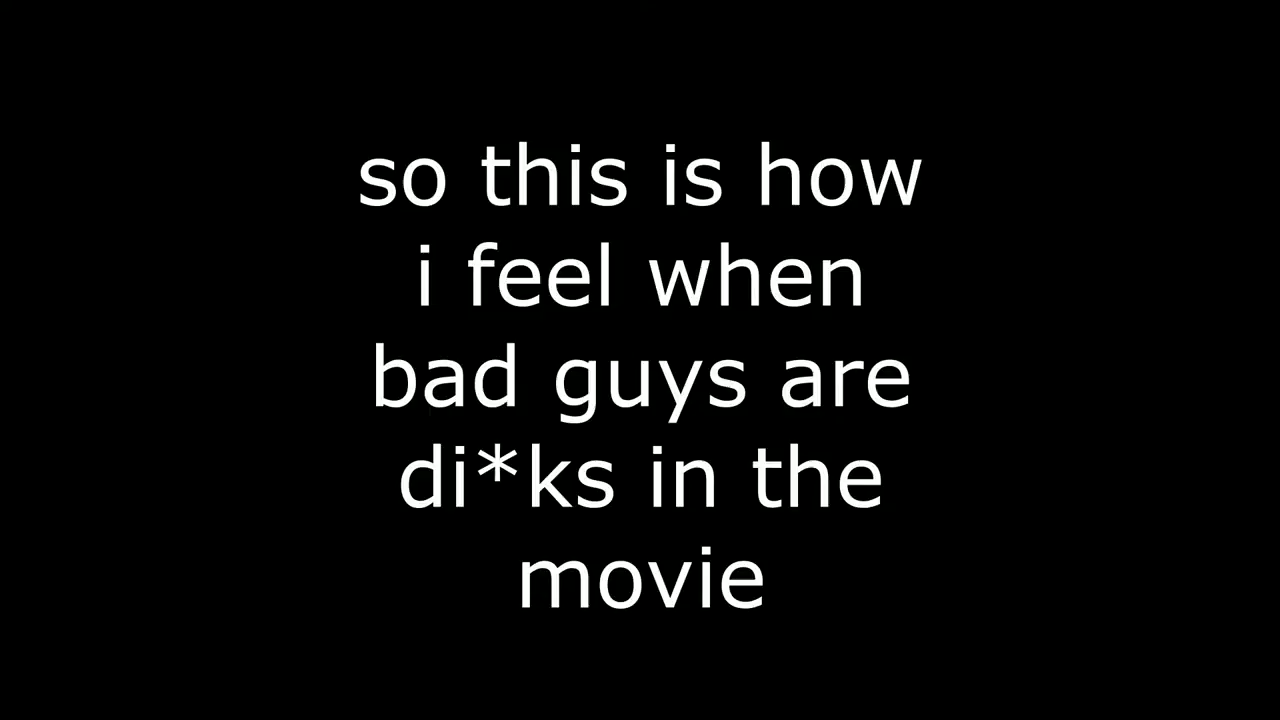 so this is how
i feel when
bad guys are
di*ks in the
movie